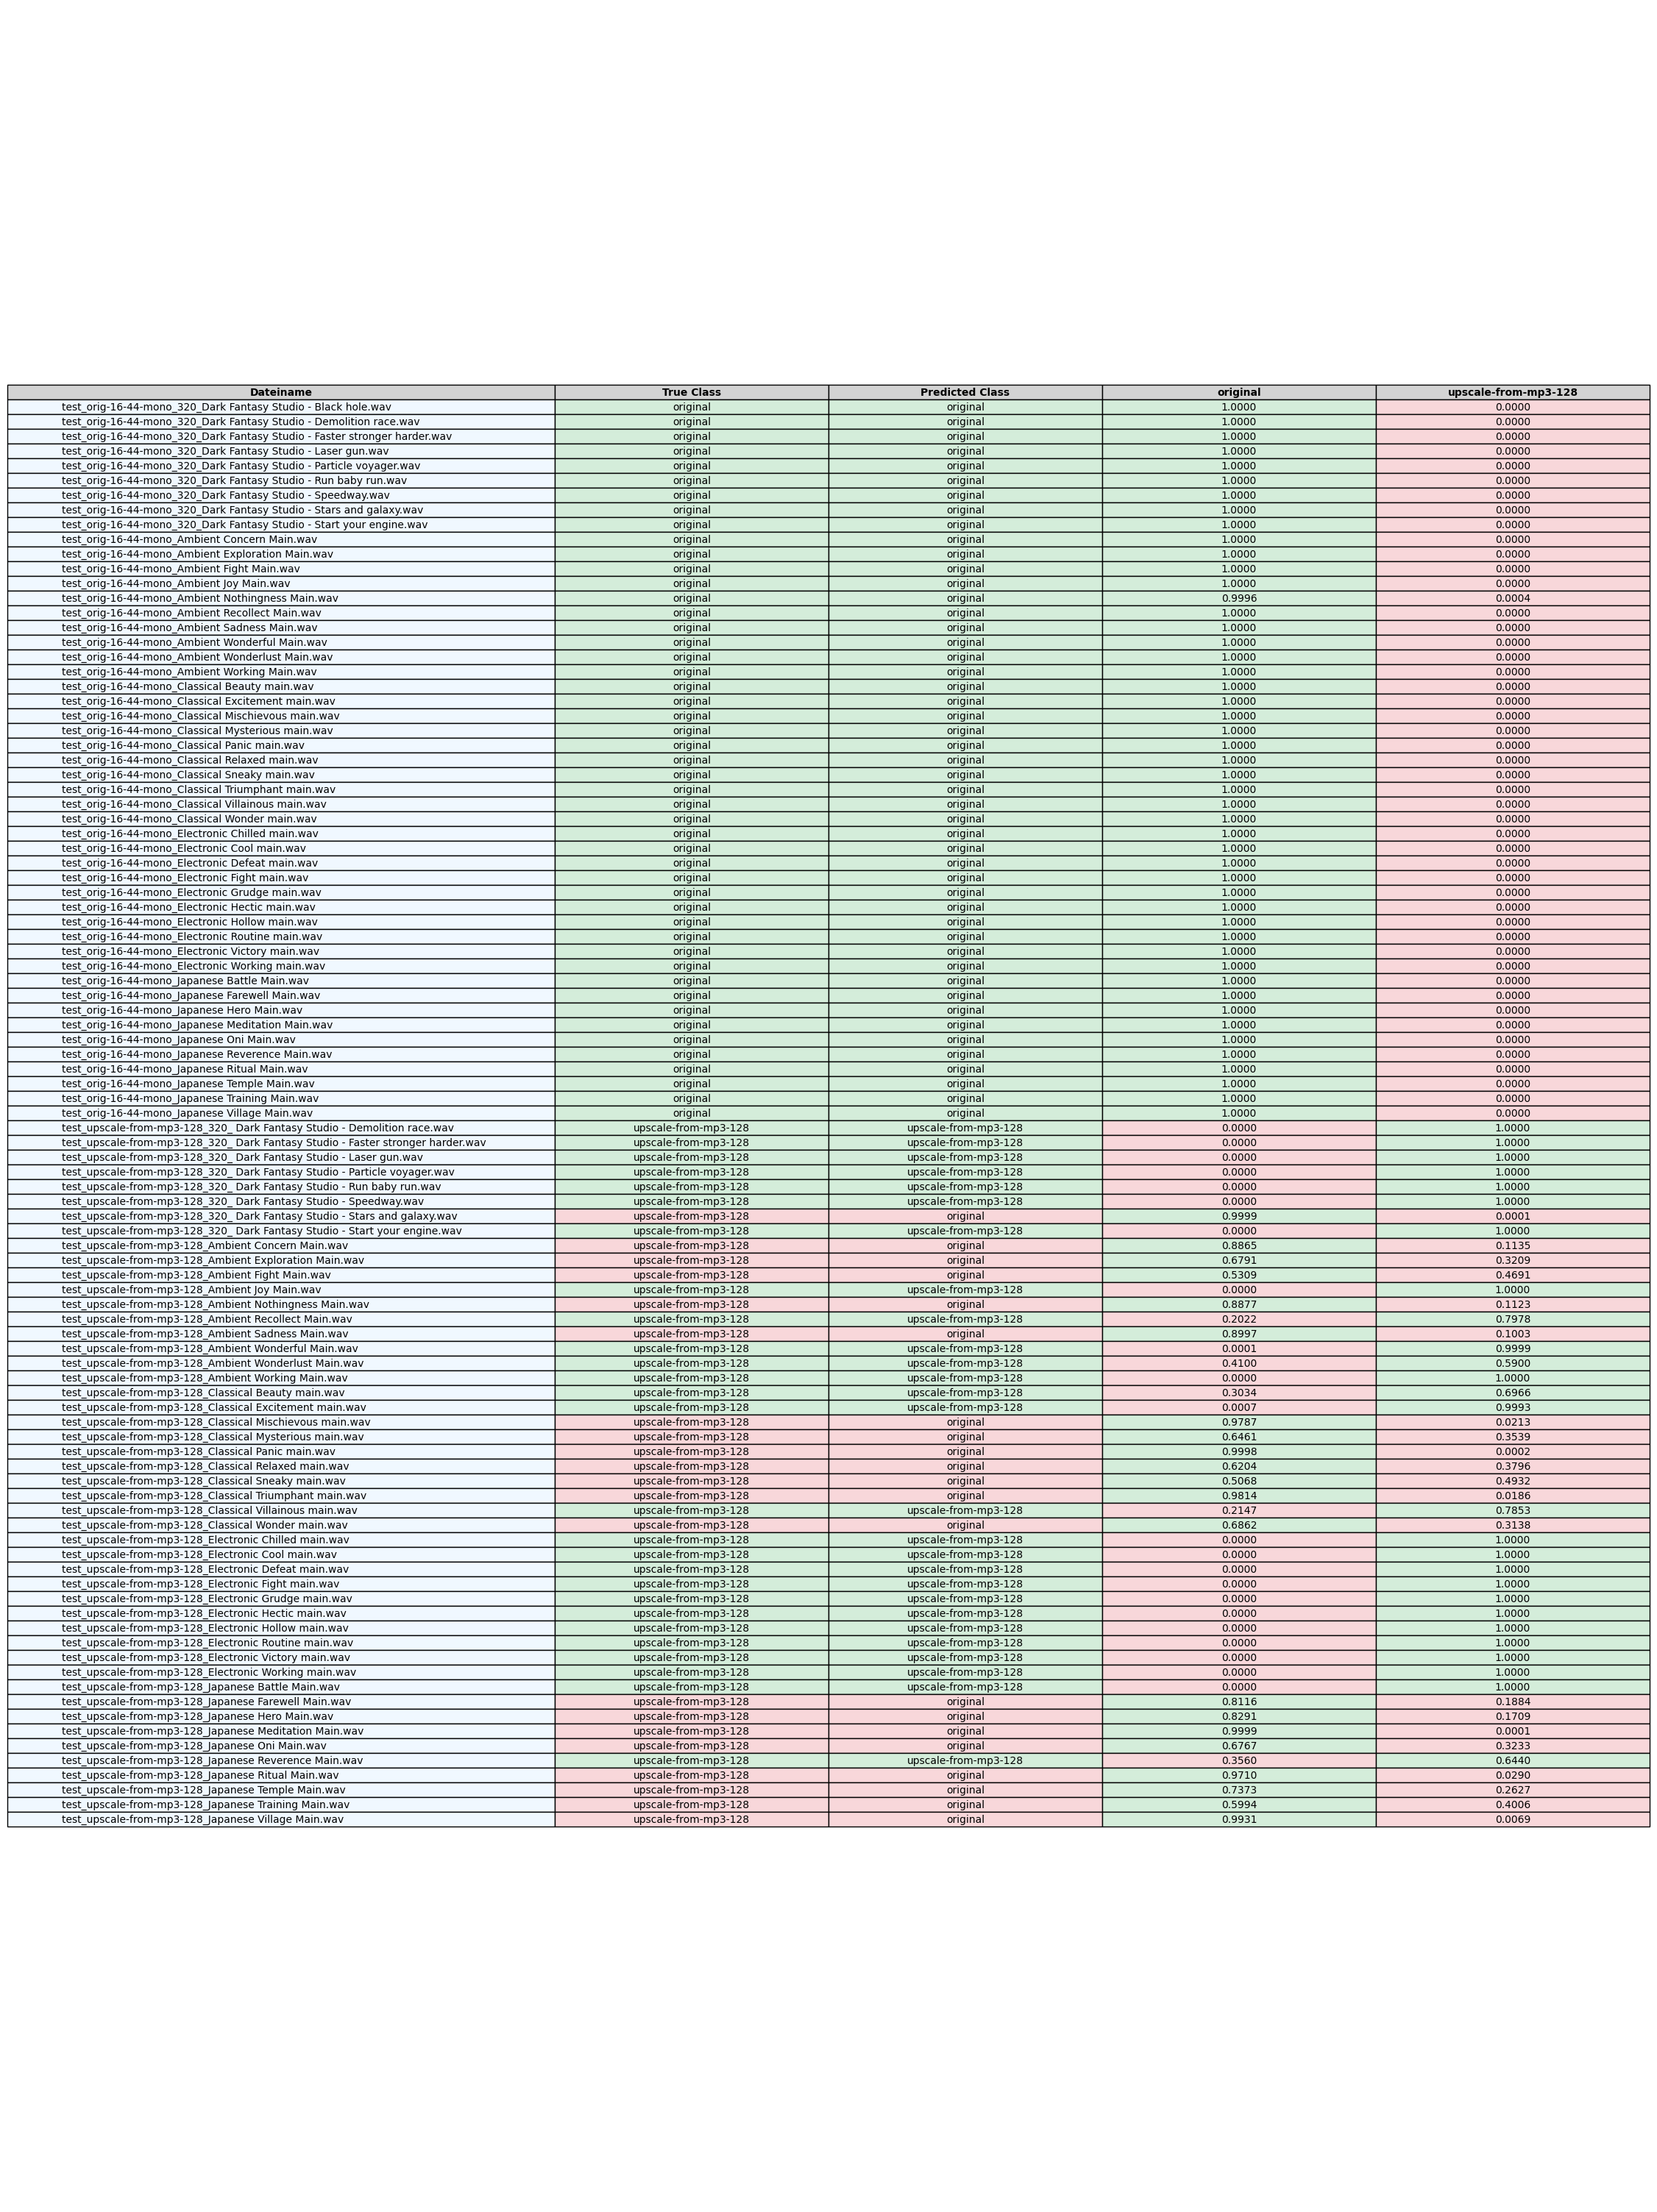 Dateiname True Class Predicted Class original upscale-from-mp3-128
test_orig-16-44-mono_320_Dark Fantasy Studio - Black hole.wav original original 1.0000 0.0000
test_orig-16-44-mono_320_Dark Fantasy Studio - Demolition race.wav original original 1.0000 0.0000
test_orig-16-44-mono_320_Dark Fantasy Studio - Faster stronger harder.wav original original 1.0000 0.0000
test_orig-16-44-mono_320_Dark Fantasy Studio - Laser gun.wav original original 1.0000 0.0000
test_orig-16-44-mono_320_Dark Fantasy Studio - Particle voyager.wav original original 1.0000 0.0000
test_orig-16-44-mono_320_Dark Fantasy Studio - Run baby run.wav original original 1.0000 0.0000
test_orig-16-44-mono_320_Dark Fantasy Studio - Speedway.wav original original 1.0000 0.0000
test_orig-16-44-mono_320_Dark Fantasy Studio - Stars and galaxy.wav original original 1.0000 0.0000
test_orig-16-44-mono_320_Dark Fantasy Studio - Start your engine.wav original original 1.0000 0.0000
test_orig-16-44-mono_Ambient Concern Main.wav original original 1.0000 0.0000
test_orig-16-44-mono_Ambient Exploration Main.wav original original 1.0000 0.0000
test_orig-16-44-mono_Ambient Fight Main.wav original original 1.0000 0.0000
test_orig-16-44-mono_Ambient Joy Main.wav original original 1.0000 0.0000
test_orig-16-44-mono_Ambient Nothingness Main.wav original original 0.9996 0.0004
test_orig-16-44-mono_Ambient Recollect Main.wav original original 1.0000 0.0000
test_orig-16-44-mono_Ambient Sadness Main.wav original original 1.0000 0.0000
test_orig-16-44-mono_Ambient Wonderful Main.wav original original 1.0000 0.0000
test_orig-16-44-mono_Ambient Wonderlust Main.wav original original 1.0000 0.0000
test_orig-16-44-mono_Ambient Working Main.wav original original 1.0000 0.0000
test_orig-16-44-mono_Classical Beauty main.wav original original 1.0000 0.0000
test_orig-16-44-mono_Classical Excitement main.wav original original 1.0000 0.0000
test_orig-16-44-mono_Classical Mischievous main.wav original original 1.0000 0.0000
test_orig-16-44-mono_Classical Mysterious main.wav original original 1.0000 0.0000
test_orig-16-44-mono_Classical Panic main.wav original original 1.0000 0.0000
test_orig-16-44-mono_Classical Relaxed main.wav original original 1.0000 0.0000
test_orig-16-44-mono_Classical Sneaky main.wav original original 1.0000 0.0000
test_orig-16-44-mono_Classical Triumphant main.wav original original 1.0000 0.0000
test_orig-16-44-mono_Classical Villainous main.wav original original 1.0000 0.0000
test_orig-16-44-mono_Classical Wonder main.wav original original 1.0000 0.0000
test_orig-16-44-mono_Electronic Chilled main.wav original original 1.0000 0.0000
test_orig-16-44-mono_Electronic Cool main.wav original original 1.0000 0.0000
test_orig-16-44-mono_Electronic Defeat main.wav original original 1.0000 0.0000
test_orig-16-44-mono_Electronic Fight main.wav original original 1.0000 0.0000
test_orig-16-44-mono_Electronic Grudge main.wav original original 1.0000 0.0000
test_orig-16-44-mono_Electronic Hectic main.wav original original 1.0000 0.0000
test_orig-16-44-mono_Electronic Hollow main.wav original original 1.0000 0.0000
test_orig-16-44-mono_Electronic Routine main.wav original original 1.0000 0.0000
test_orig-16-44-mono_Electronic Victory main.wav original original 1.0000 0.0000
test_orig-16-44-mono_Electronic Working main.wav original original 1.0000 0.0000
test_orig-16-44-mono_Japanese Battle Main.wav original original 1.0000 0.0000
test_orig-16-44-mono_Japanese Farewell Main.wav original original 1.0000 0.0000
test_orig-16-44-mono_Japanese Hero Main.wav original original 1.0000 0.0000
test_orig-16-44-mono_Japanese Meditation Main.wav original original 1.0000 0.0000
test_orig-16-44-mono_Japanese Oni Main.wav original original 1.0000 0.0000
test_orig-16-44-mono_Japanese Reverence Main.wav original original 1.0000 0.0000
test_orig-16-44-mono_Japanese Ritual Main.wav original original 1.0000 0.0000
test_orig-16-44-mono_Japanese Temple Main.wav original original 1.0000 0.0000
test_orig-16-44-mono_Japanese Training Main.wav original original 1.0000 0.0000
test_orig-16-44-mono_Japanese Village Main.wav original original 1.0000 0.0000
test_upscale-from-mp3-128_320_ Dark Fantasy Studio - Demolition race.wav upscale-from-mp3-128 upscale-from-mp3-128 0.0000 1.0000
test_upscale-from-mp3-128_320_ Dark Fantasy Studio - Faster stronger harder.wav upscale-from-mp3-128 upscale-from-mp3-128 0.0000 1.0000
test_upscale-from-mp3-128_320_ Dark Fantasy Studio - Laser gun.wav upscale-from-mp3-128 upscale-from-mp3-128 0.0000 1.0000
test_upscale-from-mp3-128_320_ Dark Fantasy Studio - Particle voyager.wav upscale-from-mp3-128 upscale-from-mp3-128 0.0000 1.0000
test_upscale-from-mp3-128_320_ Dark Fantasy Studio - Run baby run.wav upscale-from-mp3-128 upscale-from-mp3-128 0.0000 1.0000
test_upscale-from-mp3-128_320_ Dark Fantasy Studio - Speedway.wav upscale-from-mp3-128 upscale-from-mp3-128 0.0000 1.0000
test_upscale-from-mp3-128_320_ Dark Fantasy Studio - Stars and galaxy.wav upscale-from-mp3-128 original 0.9999 0.0001
test_upscale-from-mp3-128_320_ Dark Fantasy Studio - Start your engine.wav upscale-from-mp3-128 upscale-from-mp3-128 0.0000 1.0000
test_upscale-from-mp3-128_Ambient Concern Main.wav upscale-from-mp3-128 original 0.8865 0.1135
test_upscale-from-mp3-128_Ambient Exploration Main.wav upscale-from-mp3-128 original 0.6791 0.3209
test_upscale-from-mp3-128_Ambient Fight Main.wav upscale-from-mp3-128 original 0.5309 0.4691
test_upscale-from-mp3-128_Ambient Joy Main.wav upscale-from-mp3-128 upscale-from-mp3-128 0.0000 1.0000
test_upscale-from-mp3-128_Ambient Nothingness Main.wav upscale-from-mp3-128 original 0.8877 0.1123
test_upscale-from-mp3-128_Ambient Recollect Main.wav upscale-from-mp3-128 upscale-from-mp3-128 0.2022 0.7978
test_upscale-from-mp3-128_Ambient Sadness Main.wav upscale-from-mp3-128 original 0.8997 0.1003
test_upscale-from-mp3-128_Ambient Wonderful Main.wav upscale-from-mp3-128 upscale-from-mp3-128 0.0001 0.9999
test_upscale-from-mp3-128_Ambient Wonderlust Main.wav upscale-from-mp3-128 upscale-from-mp3-128 0.4100 0.5900
test_upscale-from-mp3-128_Ambient Working Main.wav upscale-from-mp3-128 upscale-from-mp3-128 0.0000 1.0000
test_upscale-from-mp3-128_Classical Beauty main.wav upscale-from-mp3-128 upscale-from-mp3-128 0.3034 0.6966
test_upscale-from-mp3-128_Classical Excitement main.wav upscale-from-mp3-128 upscale-from-mp3-128 0.0007 0.9993
test_upscale-from-mp3-128_Classical Mischievous main.wav upscale-from-mp3-128 original 0.9787 0.0213
test_upscale-from-mp3-128_Classical Mysterious main.wav upscale-from-mp3-128 original 0.6461 0.3539
test_upscale-from-mp3-128_Classical Panic main.wav upscale-from-mp3-128 original 0.9998 0.0002
test_upscale-from-mp3-128_Classical Relaxed main.wav upscale-from-mp3-128 original 0.6204 0.3796
test_upscale-from-mp3-128_Classical Sneaky main.wav upscale-from-mp3-128 original 0.5068 0.4932
test_upscale-from-mp3-128_Classical Triumphant main.wav upscale-from-mp3-128 original 0.9814 0.0186
test_upscale-from-mp3-128_Classical Villainous main.wav upscale-from-mp3-128 upscale-from-mp3-128 0.2147 0.7853
test_upscale-from-mp3-128_Classical Wonder main.wav upscale-from-mp3-128 original 0.6862 0.3138
test_upscale-from-mp3-128_Electronic Chilled main.wav upscale-from-mp3-128 upscale-from-mp3-128 0.0000 1.0000
test_upscale-from-mp3-128_Electronic Cool main.wav upscale-from-mp3-128 upscale-from-mp3-128 0.0000 1.0000
test_upscale-from-mp3-128_Electronic Defeat main.wav upscale-from-mp3-128 upscale-from-mp3-128 0.0000 1.0000
test_upscale-from-mp3-128_Electronic Fight main.wav upscale-from-mp3-128 upscale-from-mp3-128 0.0000 1.0000
test_upscale-from-mp3-128_Electronic Grudge main.wav upscale-from-mp3-128 upscale-from-mp3-128 0.0000 1.0000
test_upscale-from-mp3-128_Electronic Hectic main.wav upscale-from-mp3-128 upscale-from-mp3-128 0.0000 1.0000
test_upscale-from-mp3-128_Electronic Hollow main.wav upscale-from-mp3-128 upscale-from-mp3-128 0.0000 1.0000
test_upscale-from-mp3-128_Electronic Routine main.wav upscale-from-mp3-128 upscale-from-mp3-128 0.0000 1.0000
test_upscale-from-mp3-128_Electronic Victory main.wav upscale-from-mp3-128 upscale-from-mp3-128 0.0000 1.0000
test_upscale-from-mp3-128_Electronic Working main.wav upscale-from-mp3-128 upscale-from-mp3-128 0.0000 1.0000
test_upscale-from-mp3-128_Japanese Battle Main.wav upscale-from-mp3-128 upscale-from-mp3-128 0.0000 1.0000
test_upscale-from-mp3-128_Japanese Farewell Main.wav upscale-from-mp3-128 original 0.8116 0.1884
test_upscale-from-mp3-128_Japanese Hero Main.wav upscale-from-mp3-128 original 0.8291 0.1709
test_upscale-from-mp3-128_Japanese Meditation Main.wav upscale-from-mp3-128 original 0.9999 0.0001
test_upscale-from-mp3-128_Japanese Oni Main.wav upscale-from-mp3-128 original 0.6767 0.3233
test_upscale-from-mp3-128_Japanese Reverence Main.wav upscale-from-mp3-128 upscale-from-mp3-128 0.3560 0.6440
test_upscale-from-mp3-128_Japanese Ritual Main.wav upscale-from-mp3-128 original 0.9710 0.0290
test_upscale-from-mp3-128_Japanese Temple Main.wav upscale-from-mp3-128 original 0.7373 0.2627
test_upscale-from-mp3-128_Japanese Training Main.wav upscale-from-mp3-128 original 0.5994 0.4006
test_upscale-from-mp3-128_Japanese Village Main.wav upscale-from-mp3-128 original 0.9931 0.0069